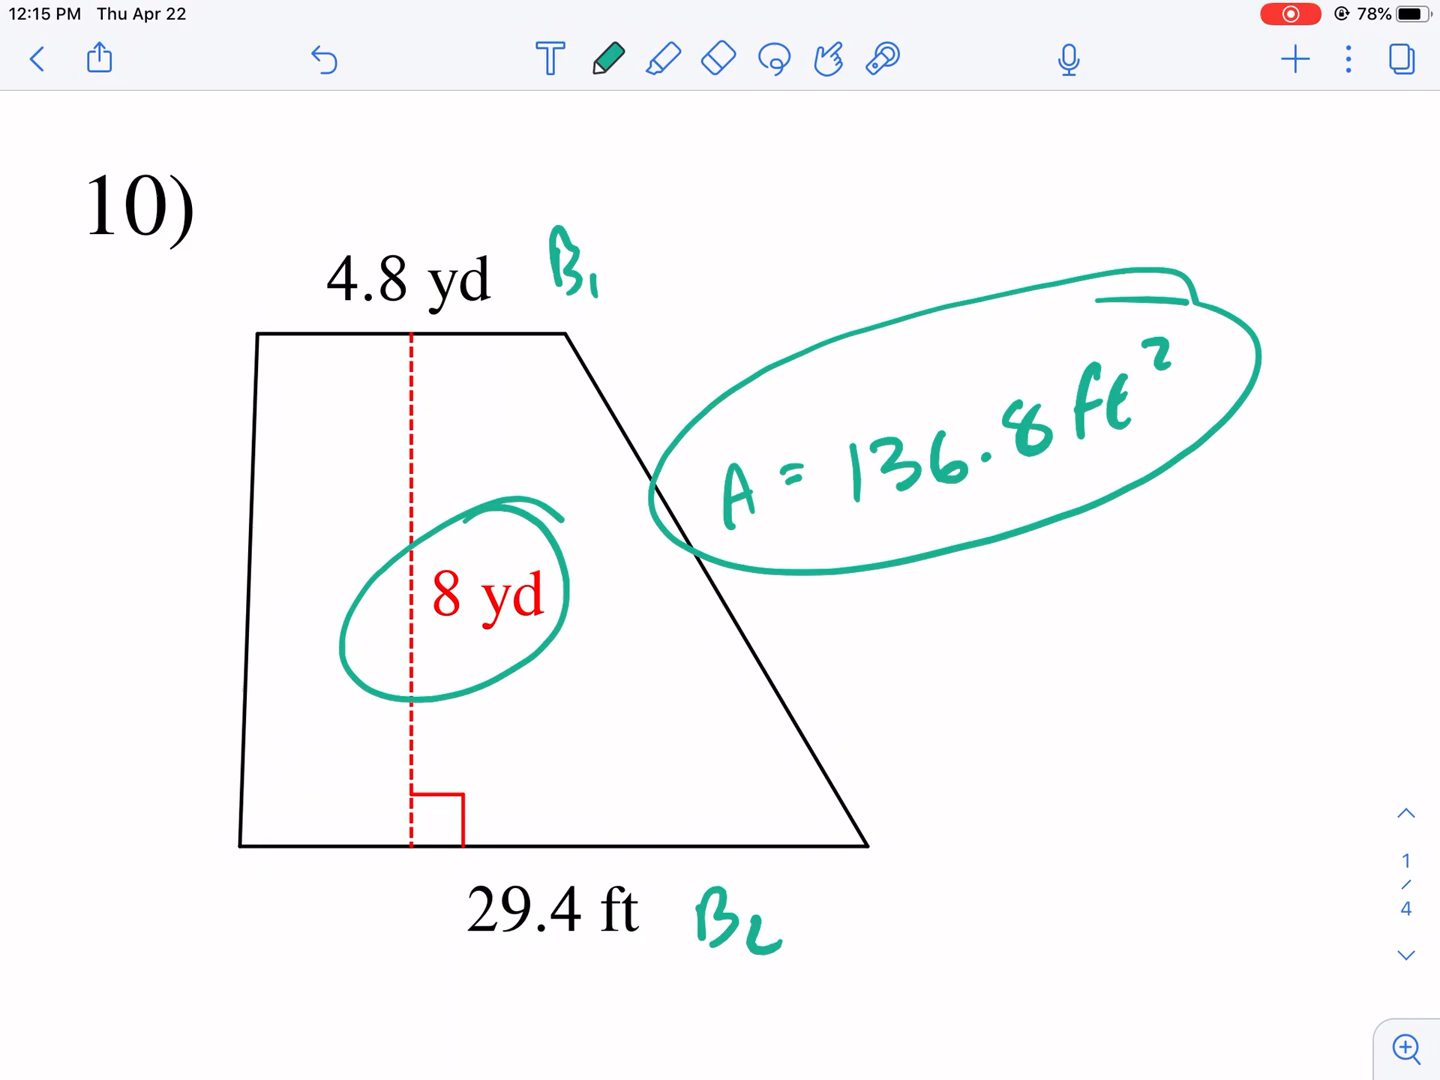 12:15 PM Thu Apr 22
78%
T
10)
4.8 yd B₁
A = 136.8 ft²
8 yd
29.4 ft B₂
1
/
4